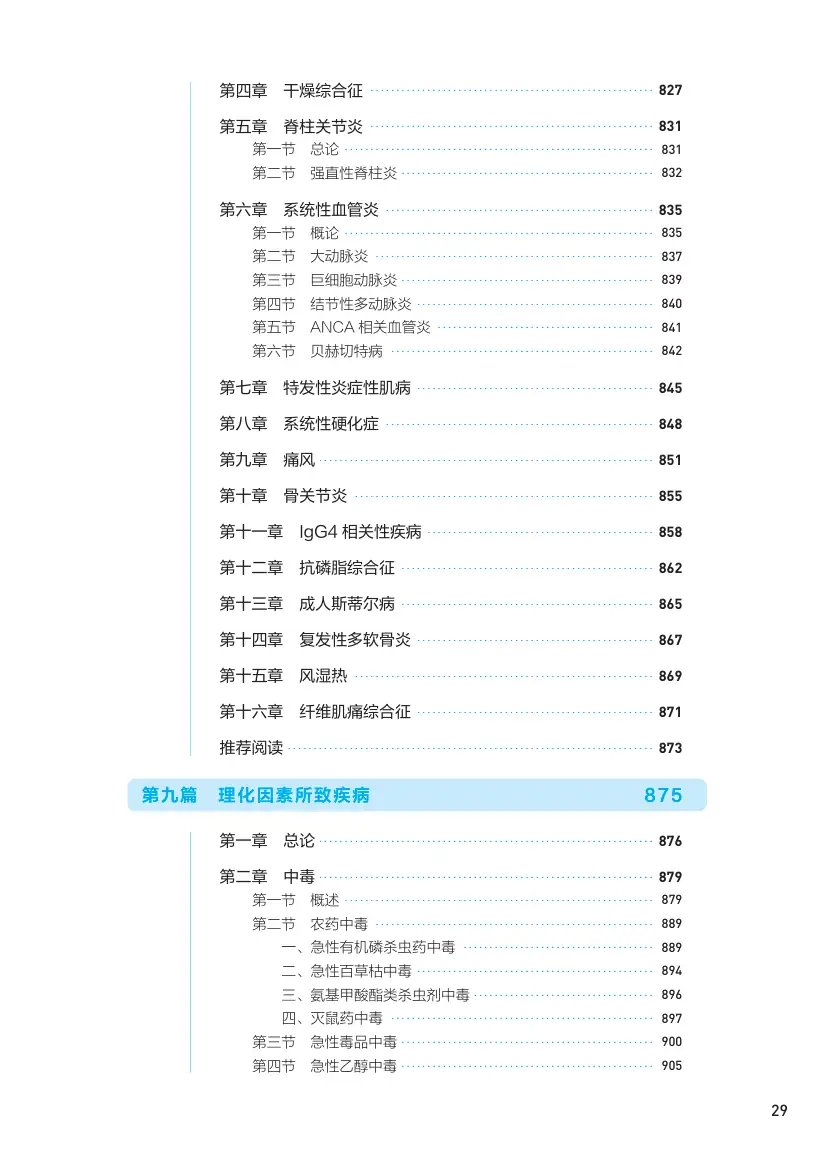 第四章　干燥综合征 827
第五章　脊柱关节炎 831
第一节　总论 831
第二节　强直性脊柱炎 832
第六章　系统性血管炎 835
第一节　概论 835
第二节　大动脉炎 837
第三节　巨细胞动脉炎 839
第四节　结节性多动脉炎 840
第五节　ANCA 相关血管炎 841
第六节　贝赫切特病 842
第七章　特发性炎症性肌病 845
第八章　系统性硬化症 848
第九章　痛风 851
第十章　骨关节炎 855
第十一章　IgG4 相关性疾病 858
第十二章　抗磷脂综合征 862
第十三章　成人斯蒂尔病 865
第十四章　复发性多软骨炎 867
第十五章　风湿热 869
第十六章　纤维肌痛综合征 871
推荐阅读 873
第九篇　理化因素所致疾病 875
第一章　总论 876
第二章　中毒 879
第一节　概述 879
第二节　农药中毒 889
一、急性有机磷杀虫药中毒 889
二、急性百草枯中毒 894
三、氨基甲酸酯类杀虫剂中毒 896
四、灭鼠药中毒 897
第三节　急性毒品中毒 900
第四节　急性乙醇中毒 905
29